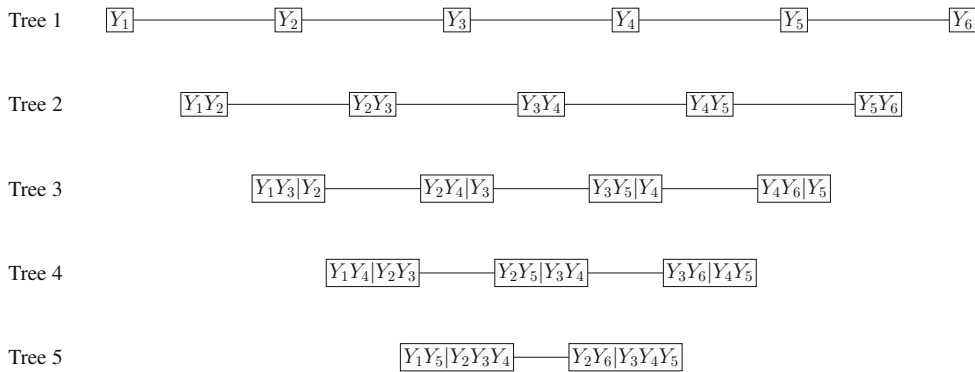 Tree 1 Y₁ Y₂ Y₃ Y₄ Y₅ Y₆
Tree 2 Y₁Y₂ Y₂Y₃ Y₃Y₄ Y₄Y₅ Y₅Y₆
Tree 3 Y₁Y₃|Y₂ Y₂Y₄|Y₃ Y₃Y₅|Y₄ Y₄Y₆|Y₅
Tree 4 Y₁Y₄|Y₂Y₃ Y₂Y₅|Y₃Y₄ Y₃Y₆|Y₄Y₅
Tree 5 Y₁Y₅|Y₂Y₃Y₄ Y₂Y₆|Y₃Y₄Y₅